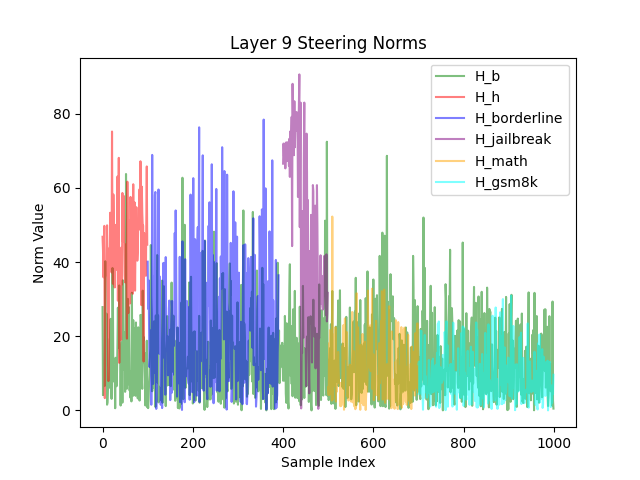 Layer 9 Steering Norms
H_b
H_h
H_borderline
H_jailbreak
H_math
H_gsm8k
Norm Value
80
60
40
20
0
0
200
400
600
800
1000
Sample Index